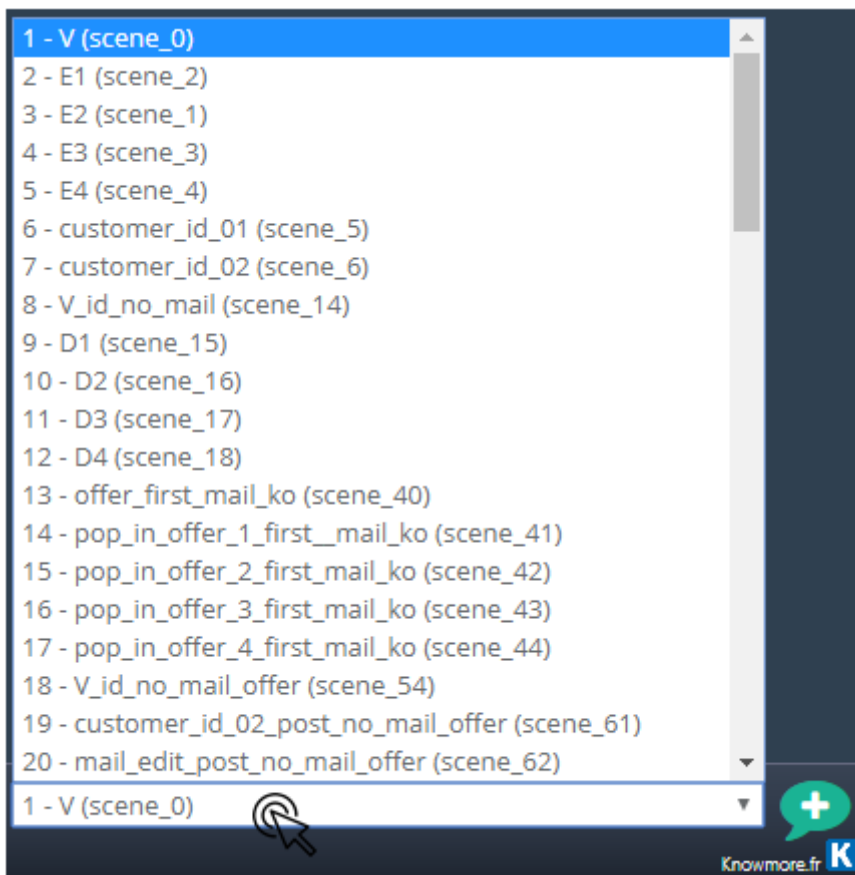 1 - V (scene_0)
2 - E1 (scene_2)
3 - E2 (scene_1)
4 - E3 (scene_3)
5 - E4 (scene_4)
6 - customer_id_01 (scene_5)
7 - customer_id_02 (scene_6)
8 - V_id_no_mail (scene_14)
9 - D1 (scene_15)
10 - D2 (scene_16)
11 - D3 (scene_17)
12 - D4 (scene_18)
13 - offer_first_mail_ko (scene_40)
14 - pop_in_offer_1_first__mail_ko (scene_41)
15 - pop_in_offer_2_first_mail_ko (scene_42)
16 - pop_in_offer_3_first_mail_ko (scene_43)
17 - pop_in_offer_4_first_mail_ko (scene_44)
18 - V_id_no_mail_offer (scene_54)
19 - customer_id_02_post_no_mail_offer (scene_61)
20 - mail_edit_post_no_mail_offer (scene_62)
1 - V (scene_0)
Knowmore.fr K